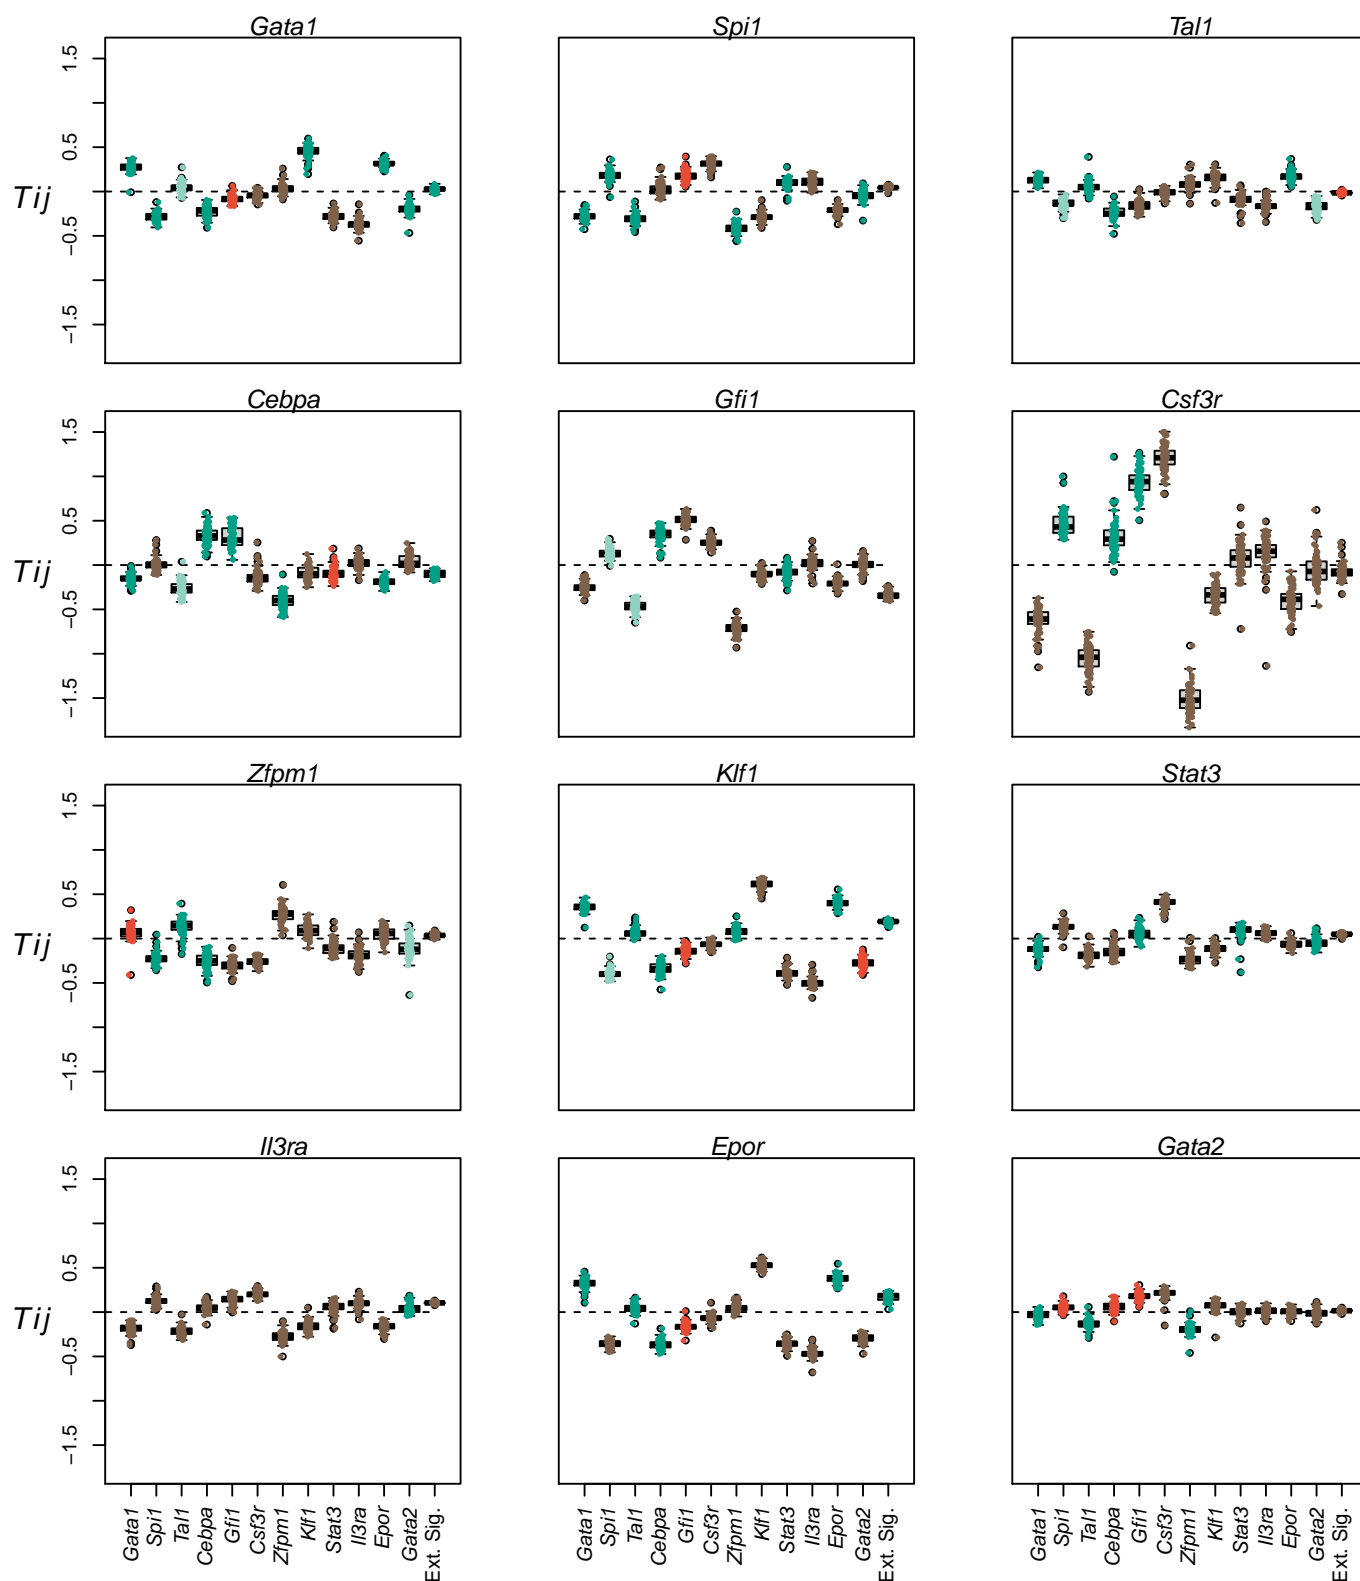 Gata1 Spi1 Tal1
1.5
0.5
Tij
−0.5
−1.5
Cebpa Gfi1 Csf3r
1.5
0.5
Tij
−0.5
−1.5
Zfpm1 Klf1 Stat3
1.5
0.5
Tij
−0.5
−1.5
Il3ra Epor Gata2
1.5
0.5
Tij
−0.5
−1.5
Gata1 Spi1 Tal1 Cebpa Gfi1 Csf3r Zfpm1 Klf1 Stat3 Il3ra Epor Gata2 Ext. Sig.
Gata1 Spi1 Tal1 Cebpa Gfi1 Csf3r Zfpm1 Klf1 Stat3 Il3ra Epor Gata2 Ext. Sig.
Gata1 Spi1 Tal1 Cebpa Gfi1 Csf3r Zfpm1 Klf1 Stat3 Il3ra Epor Gata2 Ext. Sig.